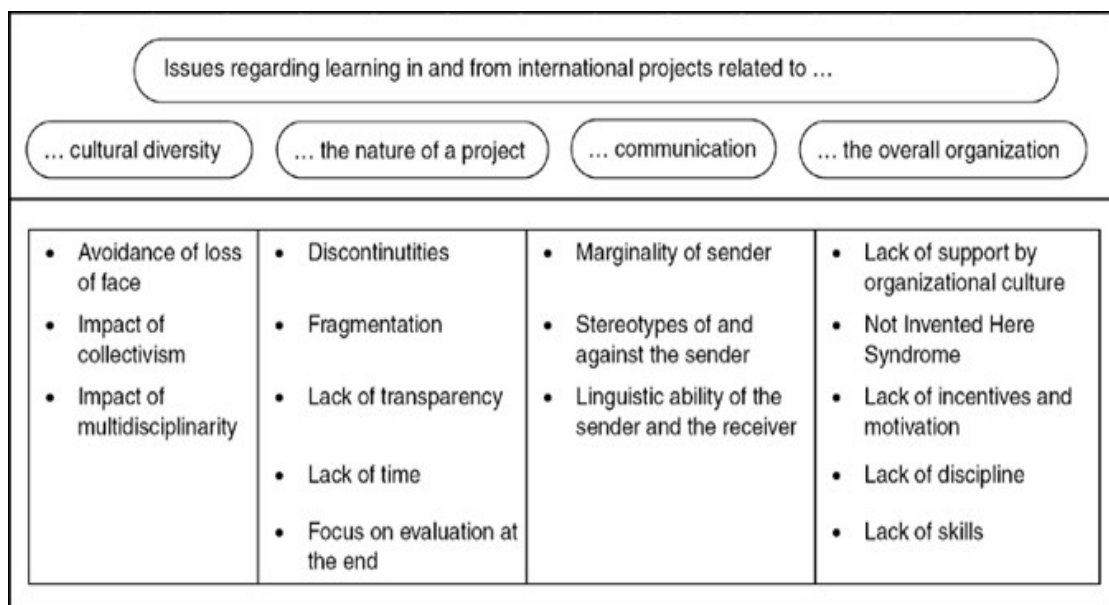 Issues regarding learning in and from international projects related to ...
... cultural diversity
... the nature of a project
... communication
... the overall organization
• Avoidance of loss
of face
• Impact of
collectivism
• Impact of
multidisciplinarity
• Discontinutities
• Fragmentation
• Lack of transparency
• Lack of time
• Focus on evaluation at
the end
• Marginality of sender
• Stereotypes of and
against the sender
• Linguistic ability of the
sender and the receiver
• Lack of support by
organizational culture
• Not Invented Here
Syndrome
• Lack of incentives and
motivation
• Lack of discipline
• Lack of skills